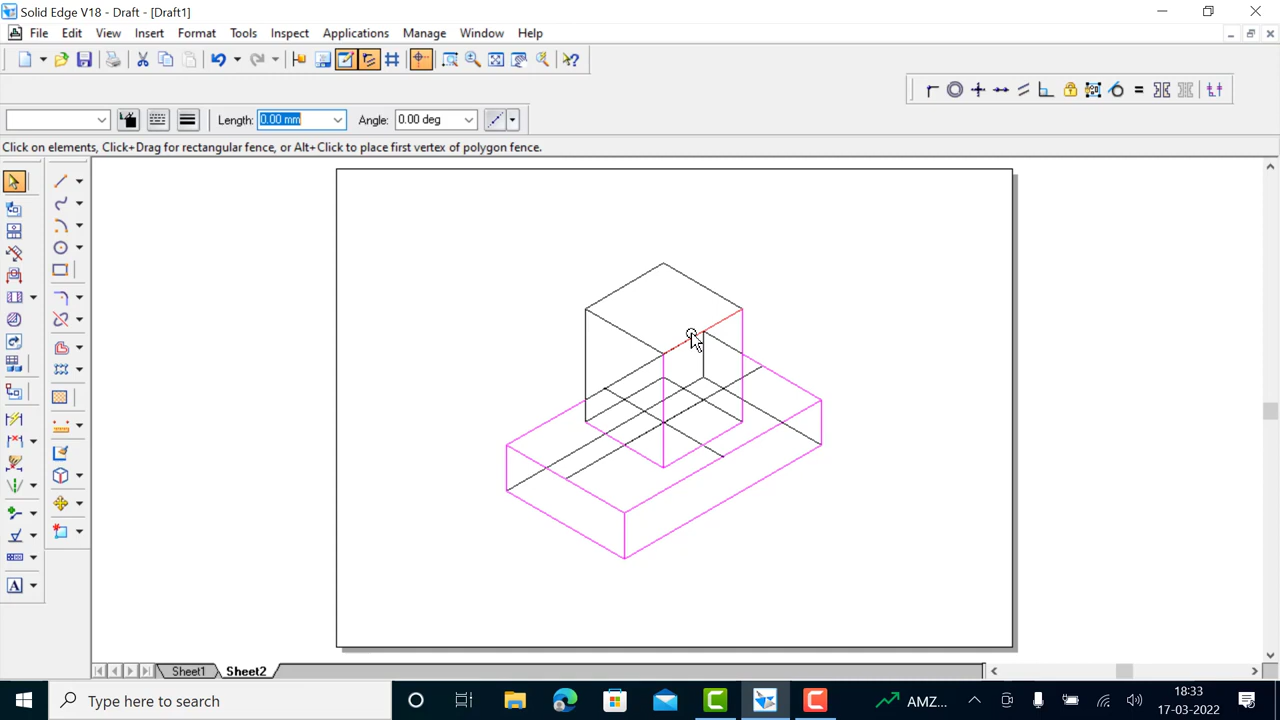 Solid Edge V18 - Draft - [Draft1]
File Edit View Insert Format Tools Inspect Applications Manage Window Help
Length: 0.00 mm Angle: 0.00 deg
Click on elements, Click+Drag for rectangular fence, or Alt+Click to place first vertex of polygon fence.
A
Sheet1 Sheet2
Type here to search
AMZ...
18:33
17-03-2022